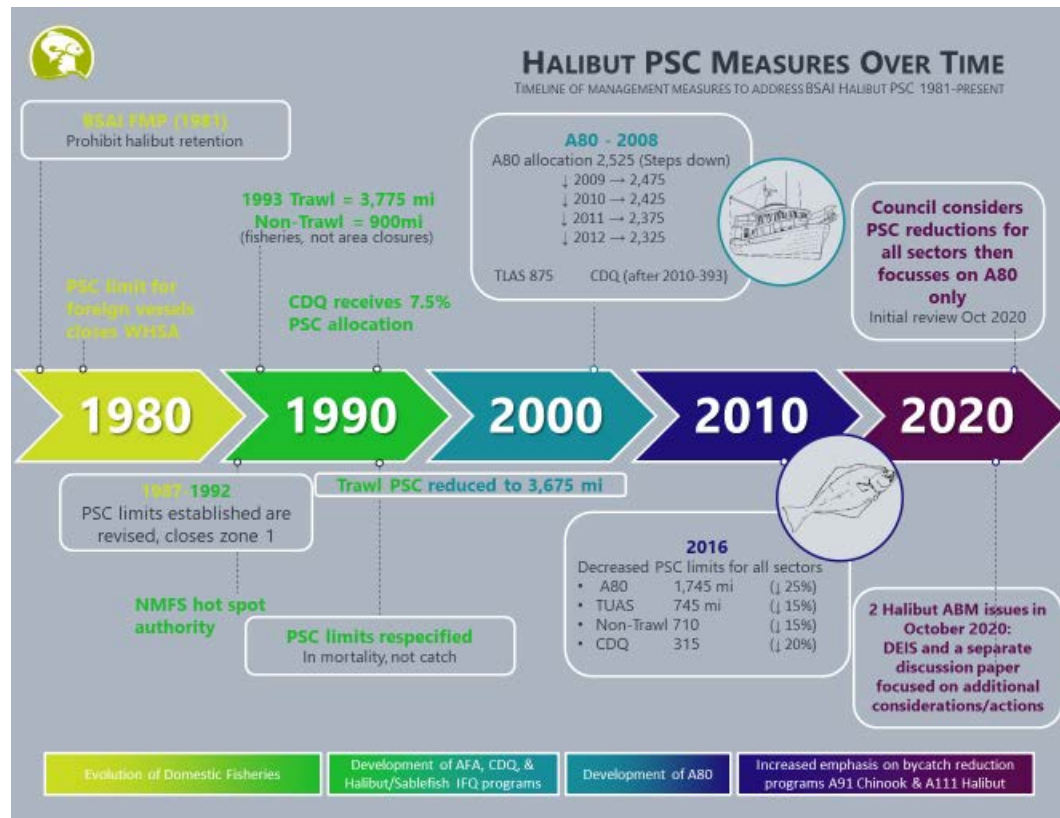 HALIBUT PSC MEASURES OVER TIME
TIMELINE OF MANAGEMENT MEASURES TO ADDRESS BSAI HALIBUT PSC 1981-PRESENT
BSAI FMP (1981)
Prohibit halibut retention
PSC limit for
foreign vessels
closes WHSA
1993 Trawl = 3,775 mi
Non-Trawl = 900mi
(fisheries, not area closures)
CDQ receives 7.5%
PSC allocation
A80 - 2008
A80 allocation 2,525 (Steps down)
↓ 2009 → 2,475
↓ 2010 → 2,425
↓ 2011 → 2,375
↓ 2012 → 2,325
TLAS 875 CDQ (after 2010-393)
Council considers
PSC reductions for
all sectors then
focusses on A80
only
Initial review Oct 2020
1980 1990 2000 2010 2020
1987-1992
PSC limits established are
revised, closes zone 1
NMFS hot spot
authority
Trawl PSC reduced to 3,675 mi
PSC limits respecified
In mortality, not catch
2016
Decreased PSC limits for all sectors
• A80 1,745 mi (↓ 25%)
• TUAS 745 mi (↓ 15%)
• Non-Trawl 710 (↓ 15%)
• CDQ 315 (↓ 20%)
2 Halibut ABM issues in
October 2020:
DEIS and a separate
discussion paper
focused on additional
considerations/actions
Evolution of Domestic Fisheries
Development of AFA, CDQ, &
Halibut/Sablefish IFQ programs
Development of A80
Increased emphasis on bycatch reduction
programs A91 Chinook & A111 Halibut